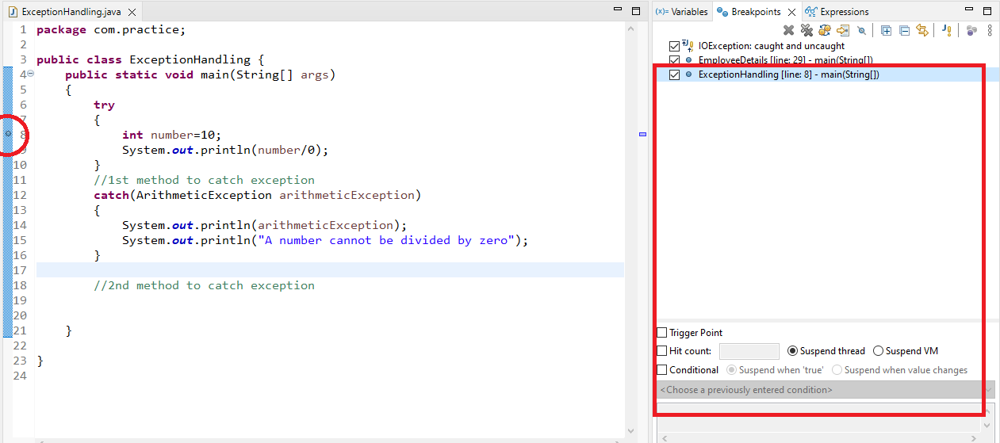 ExceptionHandling.java
1 package com.practice;
2
3 public class ExceptionHandling {
4 public static void main(String[] args)
5 {
6 try
7 {
8 int number=10;
9 System.out.println(number/0);
10 }
11 //1st method to catch exception
12 catch(ArithmeticException arithmeticException)
13 {
14 System.out.println(arithmeticException);
15 System.out.println("A number cannot be divided by zero");
16 }
17
18 //2nd method to catch exception
19
20
21 }
22
23 }
24
(x)= Variables Breakpoints Expressions
IOException: caught and uncaught
EmployeeDetails [line: 29] - main(String[])
ExceptionHandling [line: 8] - main(String[])
Trigger Point
Hit count: Suspend thread Suspend VM
Conditional Suspend when 'true' Suspend when value changes
<Choose a previously entered condition>